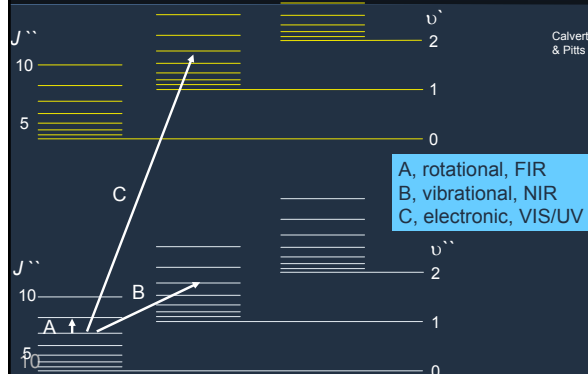 J``
10
5
υ`
2
1
0
Calvert
& Pitts
C
A, rotational, FIR
B, vibrational, NIR
C, electronic, VIS/UV
J``
10
A
5
10
B
υ``
2
1
0